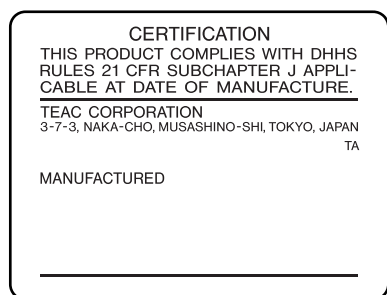 CERTIFICATION
THIS PRODUCT COMPLIES WITH DHHS
RULES 21 CFR SUBCHAPTER J APPLI-
CABLE AT DATE OF MANUFACTURE.
TEAC CORPORATION
3-7-3, NAKA-CHO, MUSASHINO-SHI, TOKYO, JAPAN
TA
MANUFACTURED